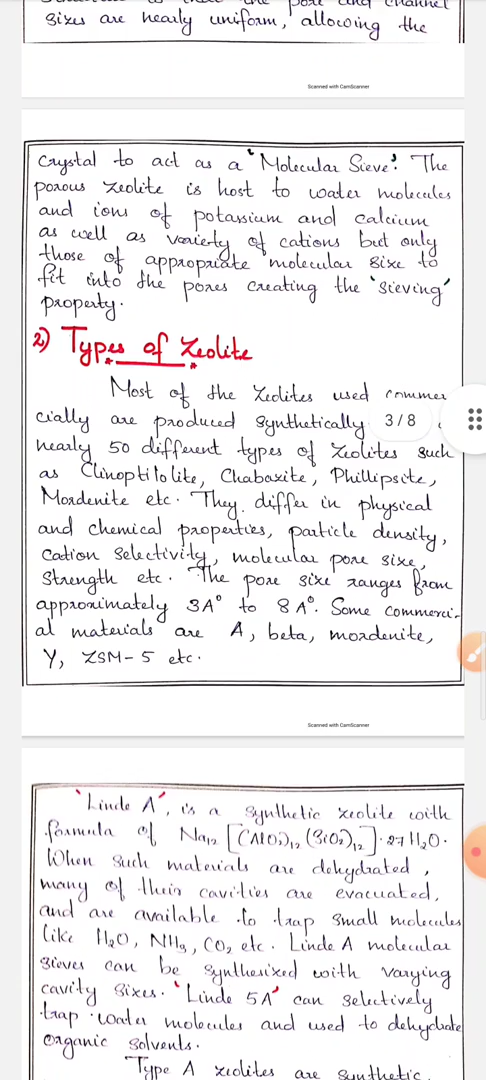 sizes are nearly uniform, allowing the
Scanned with CamScanner
crystal to act as a 'Molecular Sieve'. The
porous zeolite is host to water molecules
and ions of potassium and calcium
as well as variety of cations but only
those of appropriate molecular size to
fit into the pores creating the 'sieving'
property.
2) Types of Zeolite
Most of the Zeolites used commer
cially are produced synthetically
3/8
nearly 50 different types of Zeolites such
as Clinoptilolite, Chabazite, Phillipsite,
Mordenite etc. They differ in physical
and chemical properties, particle density,
cation selectivity, molecular pore size,
strength etc. The pore size ranges from
approximately 3A° to 8A°. Some commerci-
al materials are A, beta, mordenite,
Y, ZSM-5 etc.
Scanned with CamScanner
'Linde A', is a synthetic zeolite with
formula of Na12 [(AlO2)12 (SiO2)12]·27H2O.
When such materials are dehydrated,
many of their cavities are evacuated,
and are available to trap small molecules
like H2O, NH3, CO2 etc. Linde A molecular
sieves can be synthesized with varying
cavity sizes. 'Linde 5A' can selectively
trap water molecules and used to dehydrate
organic solvents.
Type A zeolites are synthetic,